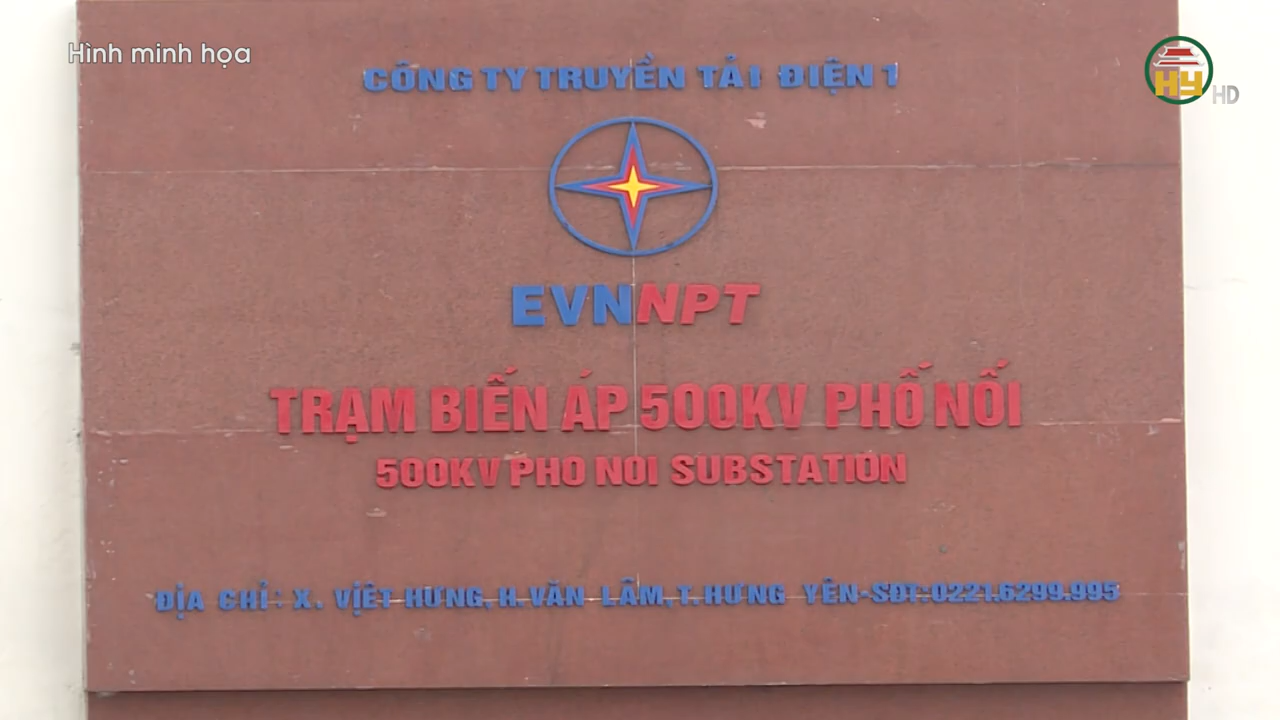 Hình minh họa
HY HD
CÔNG TY TRUYỀN TẢI ĐIỆN 1
EVNNPT
TRẠM BIẾN ÁP 500KV PHỐ NỐI
500KV PHO NOI SUBSTATION
ĐỊA CHỈ: X. VIỆT HƯNG, H. VĂN LÂM, T. HƯNG YÊN-SĐT:0221.6299.995